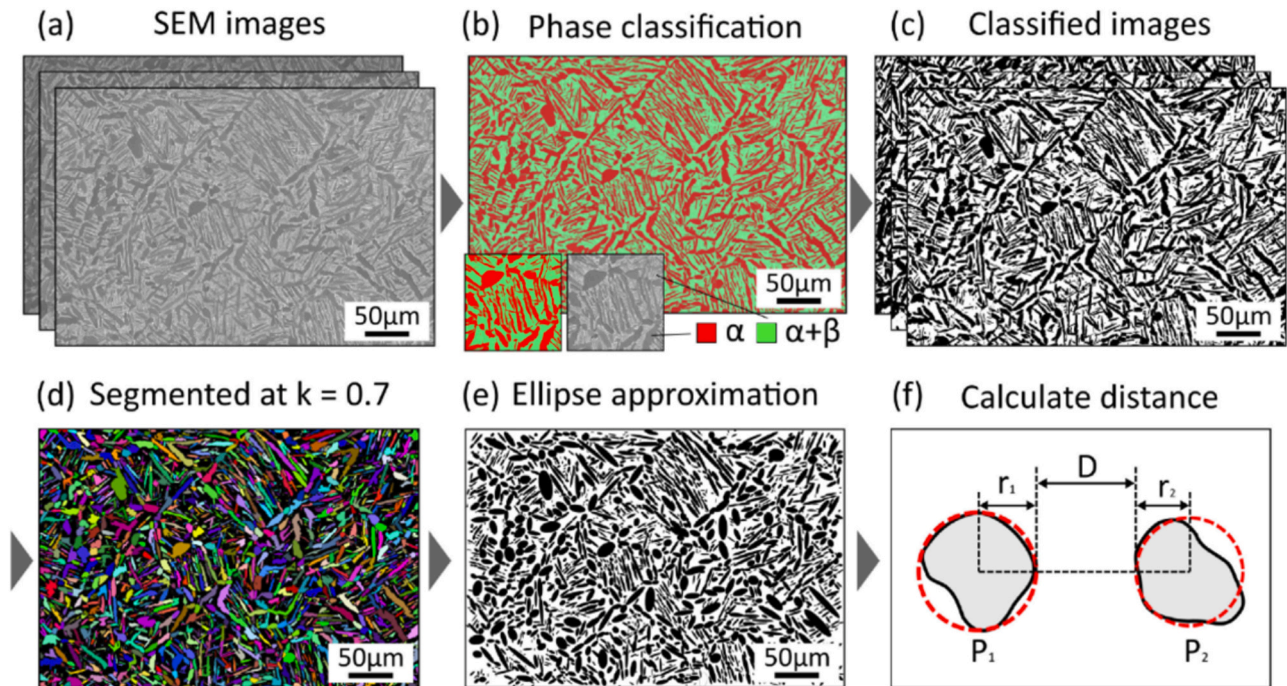 (a) SEM images
(b) Phase classification
(c) Classified images
50µm
50µm
α α+β
50µm
(d) Segmented at k = 0.7
(e) Ellipse approximation
(f) Calculate distance
50µm
50µm
r₁ D r₂
P₁ P₂